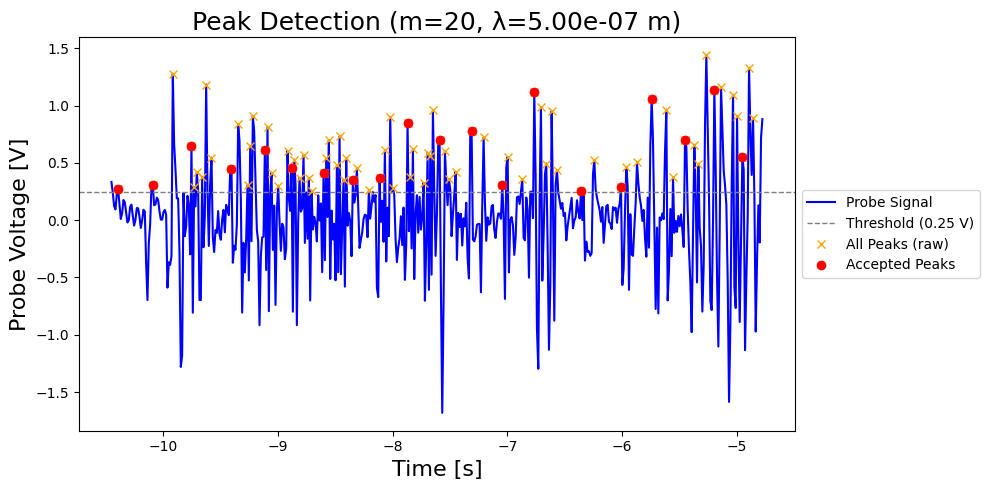 Peak Detection (m=20, λ=5.00e-07 m)
Probe Voltage [V]
1.5
1.0
0.5
0.0
−0.5
−1.0
−1.5
−10
−9
−8
−7
−6
−5
Time [s]
Probe Signal
Threshold (0.25 V)
All Peaks (raw)
Accepted Peaks